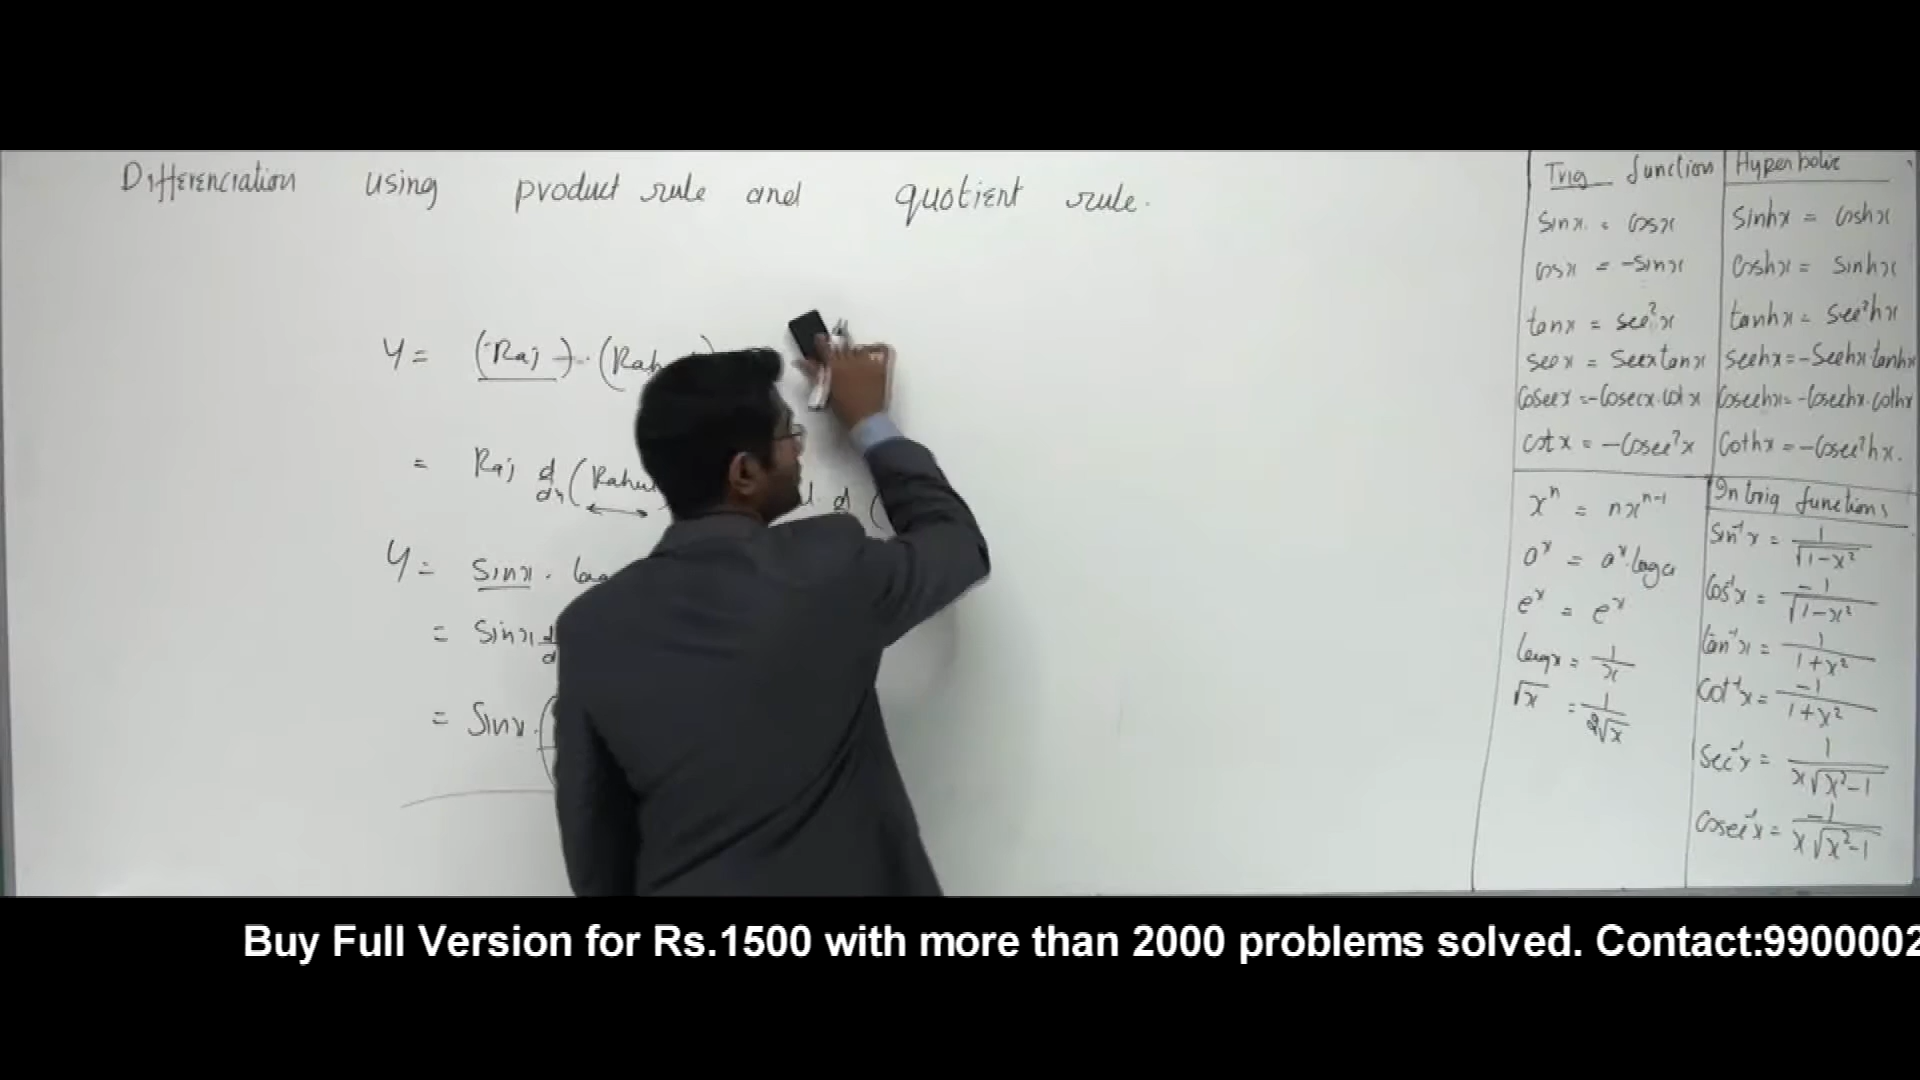 Differenciation using product rule and quotient rule.
Y = (Raj) · (
= Raj d/dx (Rahul
Y = Sinx ·
= Sinx
= Sinx · (
Trig function
Sinx = cosx
cosx = -sinx
tanx = sec²x
secx = secxtanx
Cosecx = -Cosecx.cotx
cotx = -Cosec²x
Hyperbolic
Sinhx = Coshx
Coshx = Sinhx
tanhx = Sec²hx
Sechx = -Sechx.tanhx
Cosechx = -Cosechx.Cothx
Cothx = -Cosec²hx.
xⁿ = nxⁿ⁻¹
aˣ = aˣ.loga
eˣ = eˣ
logx = 1/x
√x = 1/2√x
In trig functions
Sin⁻¹x = 1/√1-x²
Cos⁻¹x = -1/√1-x²
tan⁻¹x = 1/1+x²
Cot⁻¹x = -1/1+x²
Sec⁻¹x = 1/x√x²-1
Cosec⁻¹x = -1/x√x²-1
Buy Full Version for Rs.1500 with more than 2000 problems solved. Contact:9900002